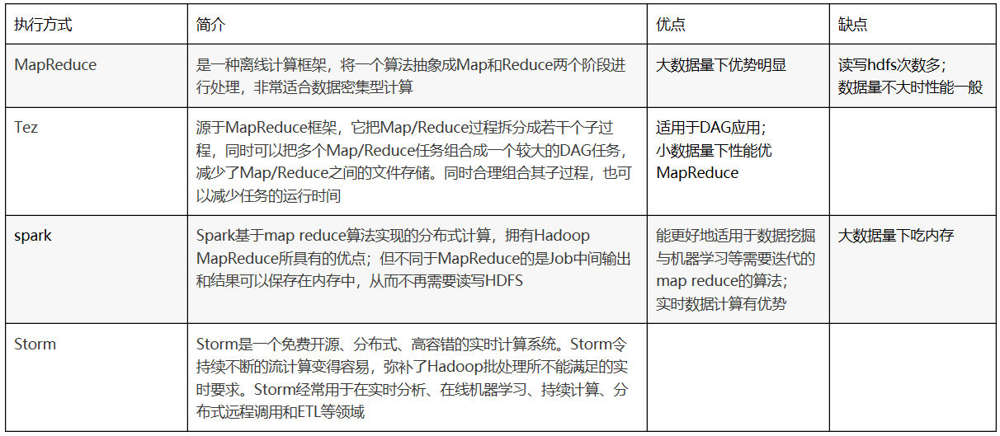 执行方式
简介
优点
缺点
MapReduce
是一种离线计算框架，将一个算法抽象成Map和Reduce两个阶段进
行处理，非常适合数据密集型计算
大数据量下优势明显
读写hdfs次数多；
数据量不大时性能一般
Tez
源于MapReduce框架，它把Map/Reduce过程拆分成若干个子过
程，同时可以把多个Map/Reduce任务组合成一个较大的DAG任务，
减少了Map/Reduce之间的文件存储。同时合理组合其子过程，也可
以减少任务的运行时间
适用于DAG应用；
小数据量下性能优
MapReduce
spark
Spark基于map reduce算法实现的分布式计算，拥有Hadoop
MapReduce所具有的优点；但不同于MapReduce的是Job中间输出
和结果可以保存在内存中，从而不再需要读写HDFS
能更好地适用于数据挖掘
与机器学习等需要迭代的
map reduce的算法；
实时数据计算有优势
大数据量下吃内存
Storm
Storm是一个免费开源、分布式、高容错的实时计算系统。Storm令
持续不断的流计算变得容易，弥补了Hadoop批处理所不能满足的实
时要求。Storm经常用于在实时分析、在线机器学习、持续计算、分
布式远程调用和ETL等领域